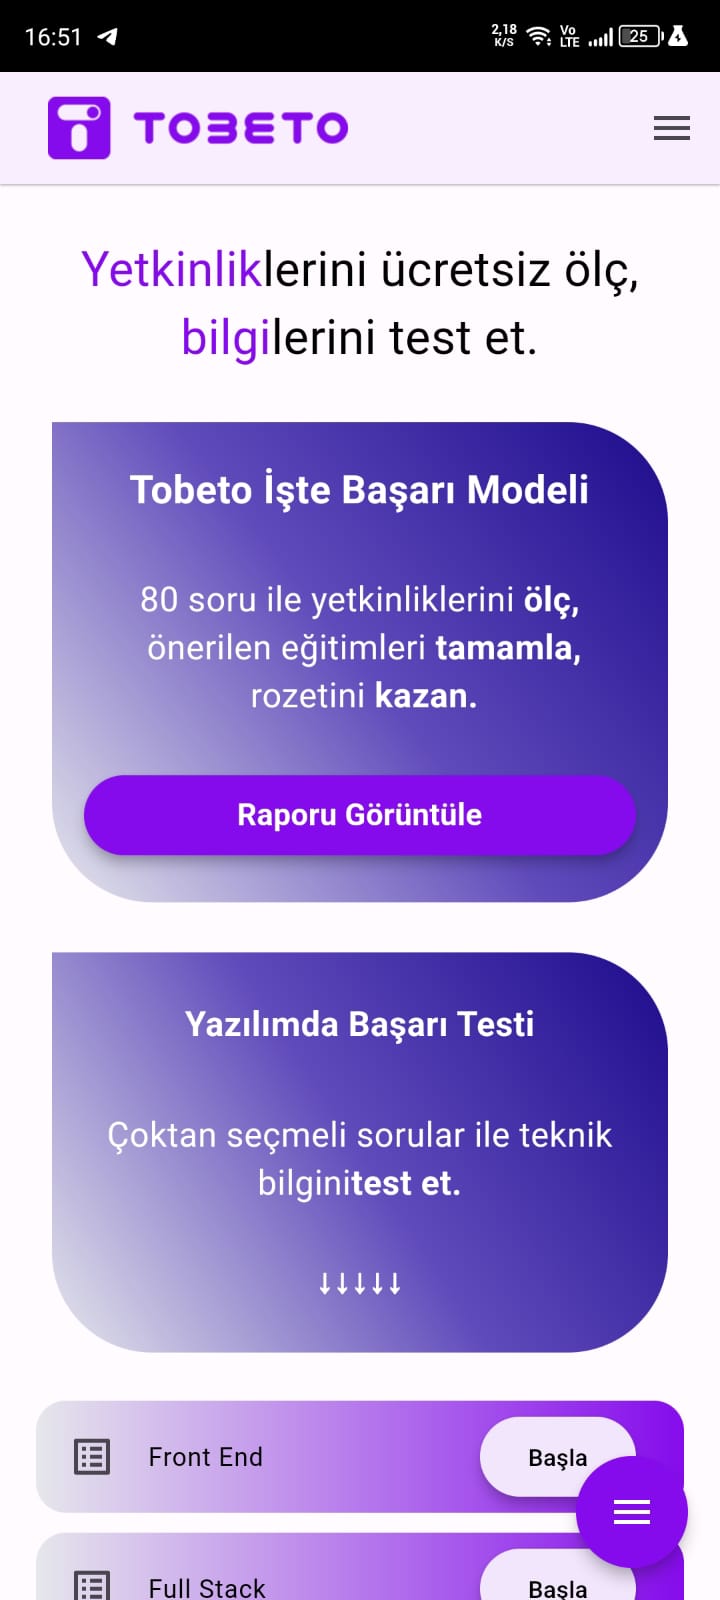 16:51
2,18 K/S Vo LTE 25
TOBETO
Yetkinliklerini ücretsiz ölç,
bilgilerini test et.
Tobeto İşte Başarı Modeli
80 soru ile yetkinliklerini ölç,
önerilen eğitimleri tamamla,
rozetini kazan.
Raporu Görüntüle
Yazılımda Başarı Testi
Çoktan seçmeli sorular ile teknik
bilginitest et.
↓↓↓↓↓
Front End Başla
Full Stack Başla